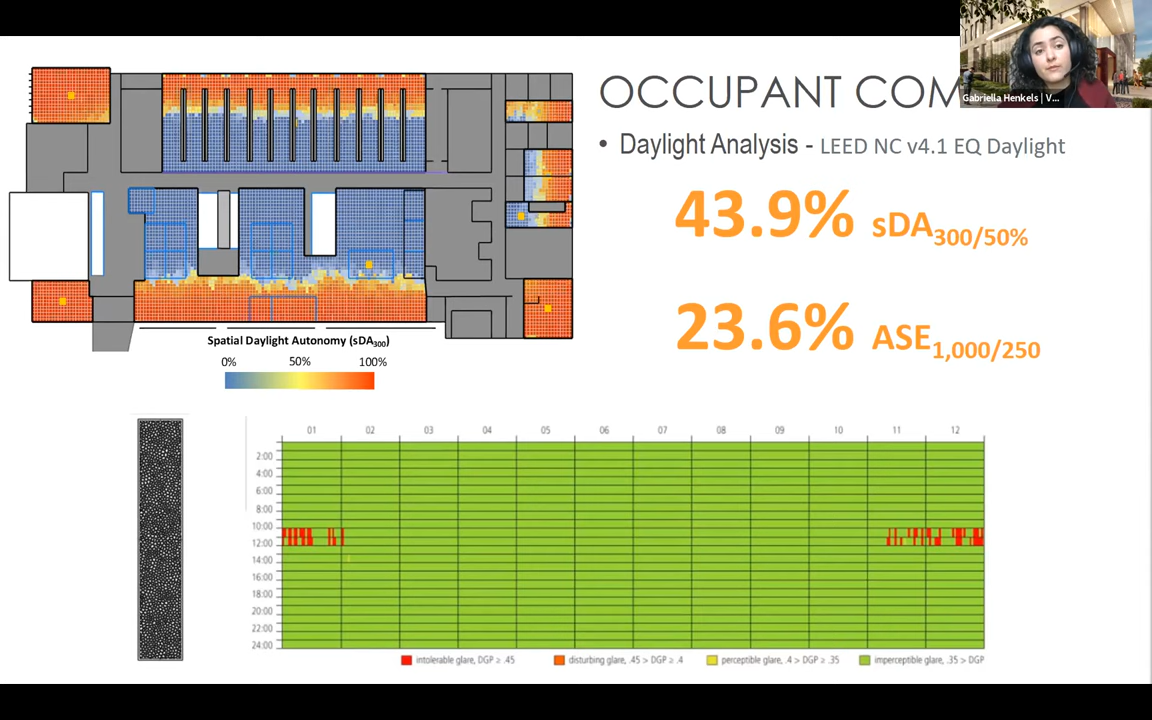 OCCUPANT COM
Gabriella Henkels | V...
• Daylight Analysis - LEED NC v4.1 EQ Daylight
43.9% sDA300/50%
23.6% ASE1,000/250
Spatial Daylight Autonomy (sDA300)
0% 50% 100%
01 02 03 04 05 06 07 08 09 10 11 12
2:00
4:00
6:00
8:00
10:00
12:00
14:00
16:00
18:00
20:00
22:00
24:00
intolerable glare, DGP ≥ .45 disturbing glare, .45 > DGP ≥ .4 perceptible glare, .4 > DGP ≥ .35 imperceptible glare, .35 > DGP